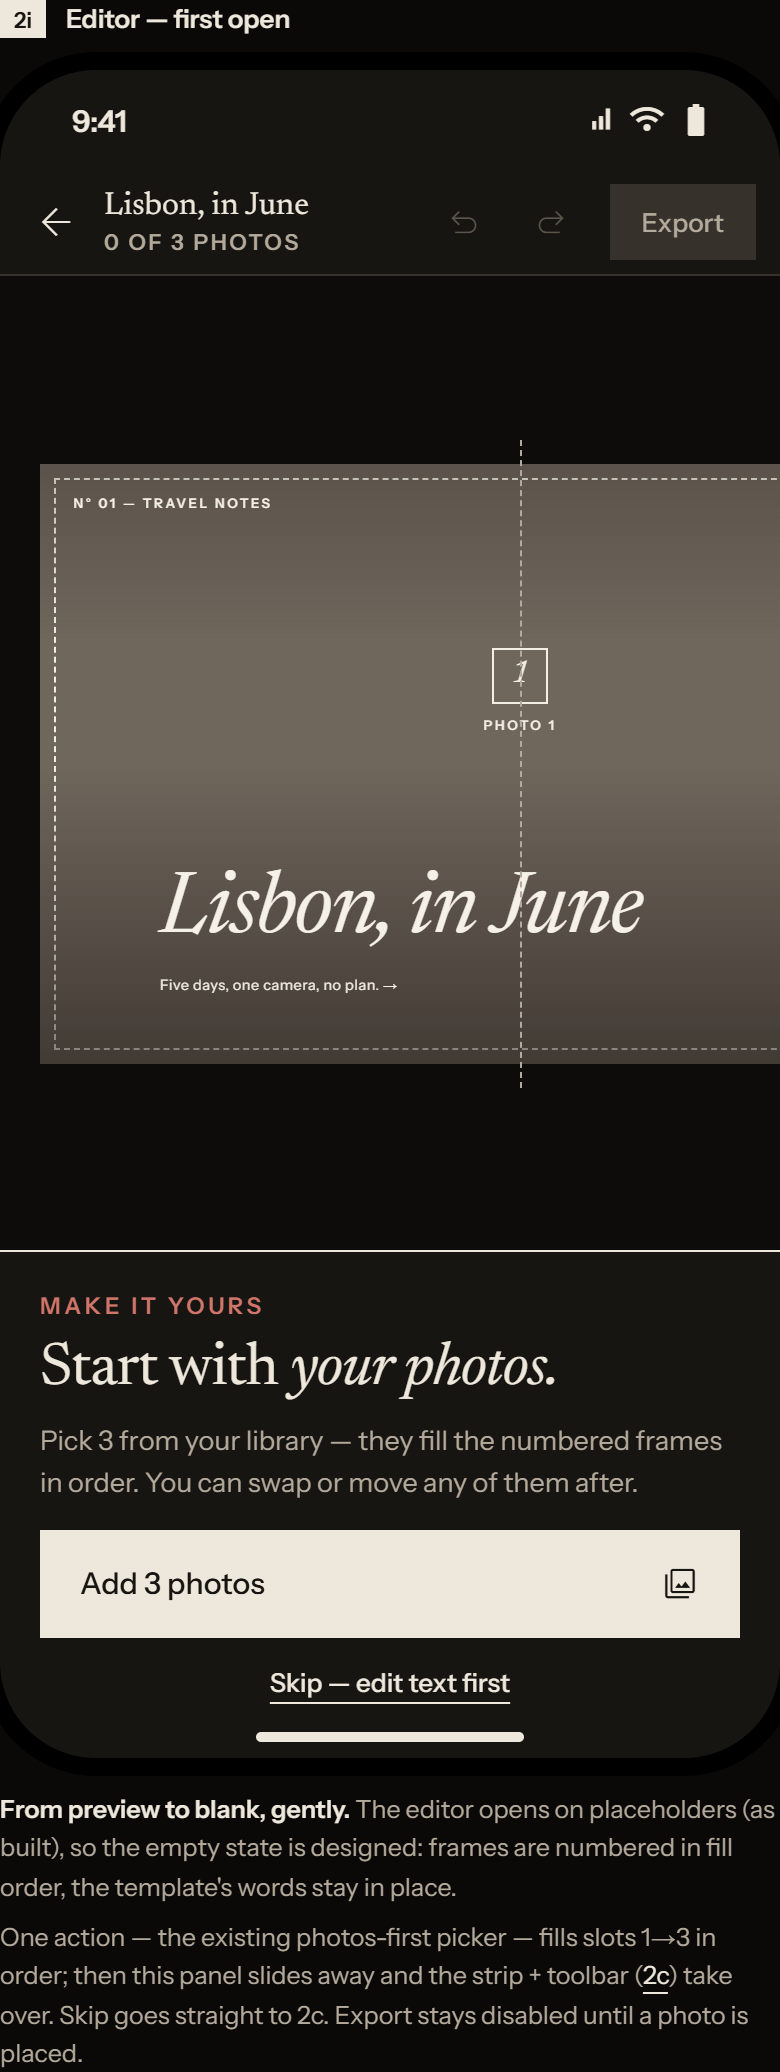 2i Editor — first open
9:41
Lisbon, in June
0 OF 3 PHOTOS
Export
N° 01 — TRAVEL NOTES
1
PHOTO 1
Lisbon, in June
Five days, one camera, no plan. →
MAKE IT YOURS
Start with your photos.
Pick 3 from your library — they fill the numbered frames
in order. You can swap or move any of them after.
Add 3 photos
Skip — edit text first
From preview to blank, gently. The editor opens on placeholders (as
built), so the empty state is designed: frames are numbered in fill
order, the template's words stay in place.
One action — the existing photos-first picker — fills slots 1→3 in
order; then this panel slides away and the strip + toolbar (2c) take
over. Skip goes straight to 2c. Export stays disabled until a photo is
placed.